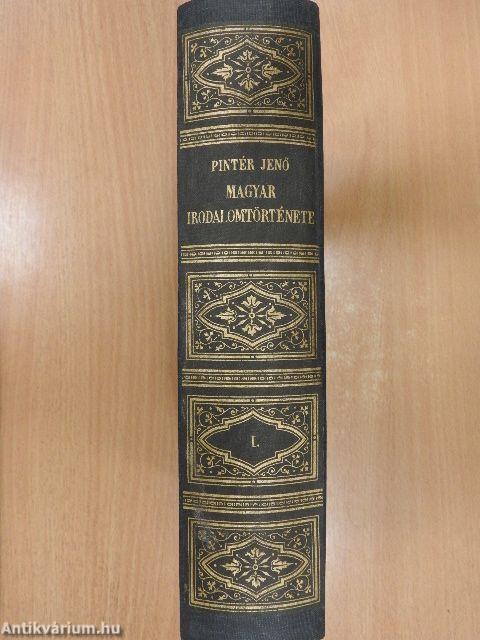 PINTÉR JENŐ
MAGYAR
IRODALOMTÖRTÉNETE
I.
Antikvárium.hu